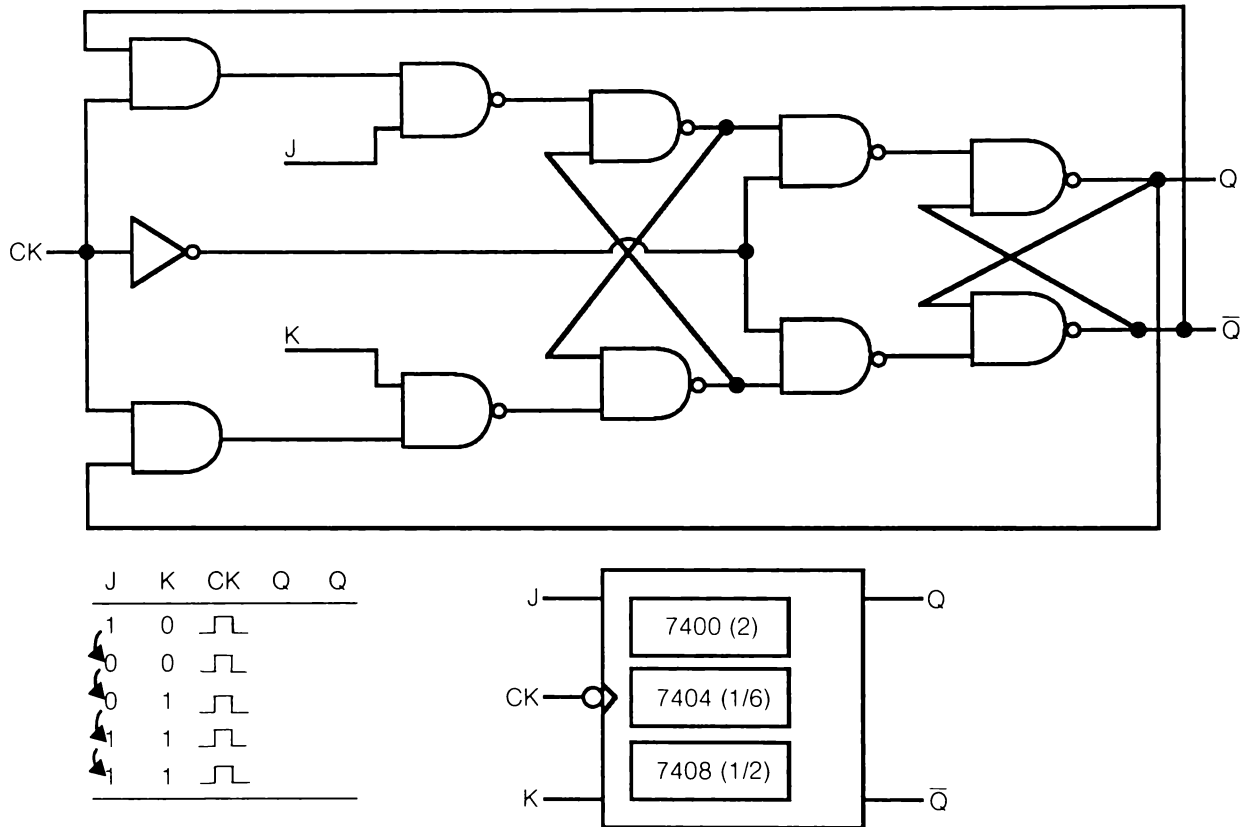 J
Q
CK
K
Q̅
J K CK Q Q
1 0
0 0
0 1
1 1
1 1
J
7400 (2)
Q
CK
7404 (1/6)
7408 (1/2)
K
Q̅